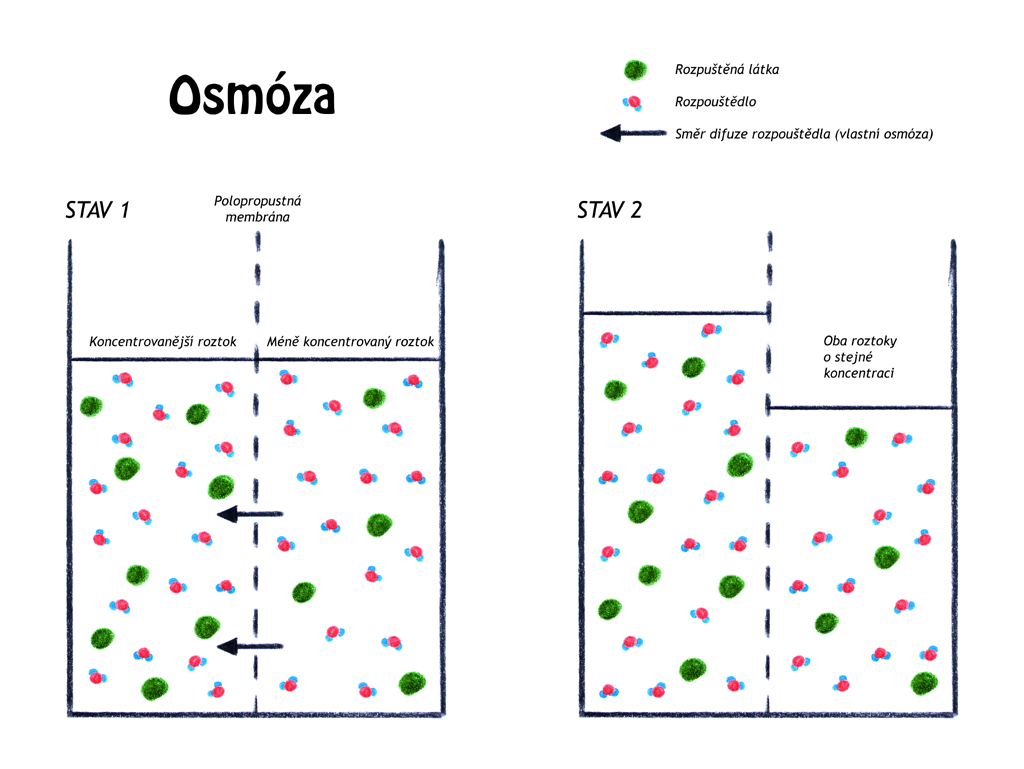 Osmóza
Rozpuštěná látka
Rozpouštědlo
Směr difuze rozpouštědla (vlastní osmóza)
STAV 1
Polopropustná
membrána
Koncentrovanější roztok
Méně koncentrovaný roztok
STAV 2
Oba roztoky
o stejné
koncentraci